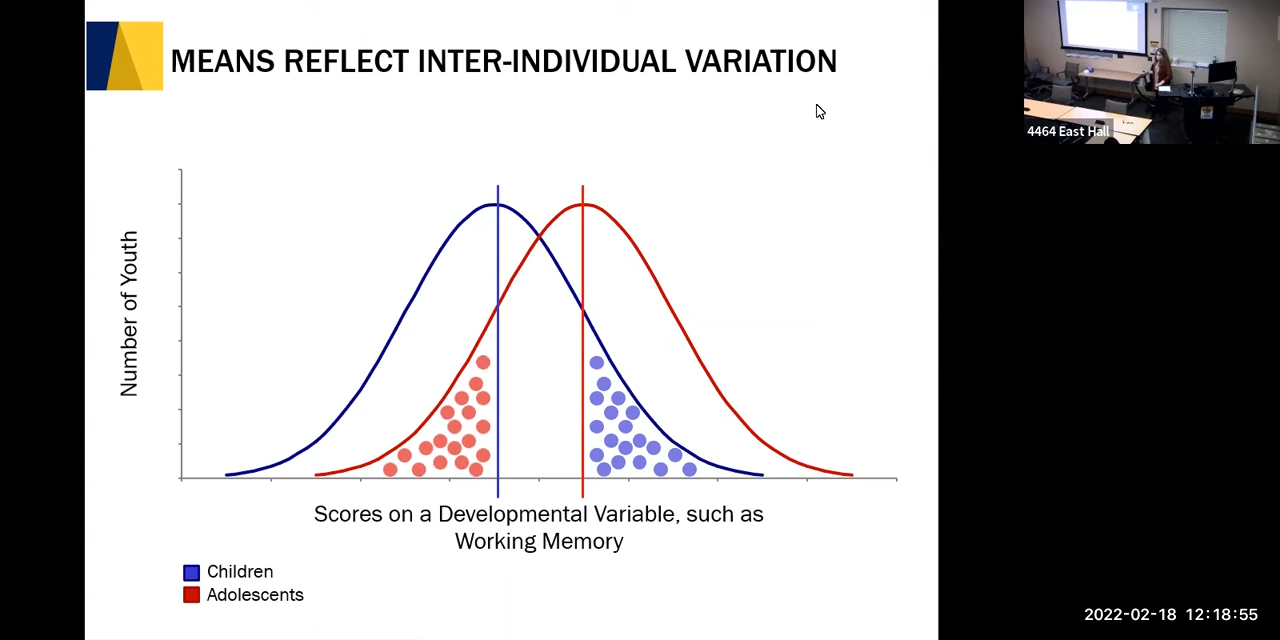 MEANS REFLECT INTER-INDIVIDUAL VARIATION
4464 East Hall
Number of Youth
Scores on a Developmental Variable, such as
Working Memory
Children
Adolescents
2022-02-18 12:18:55